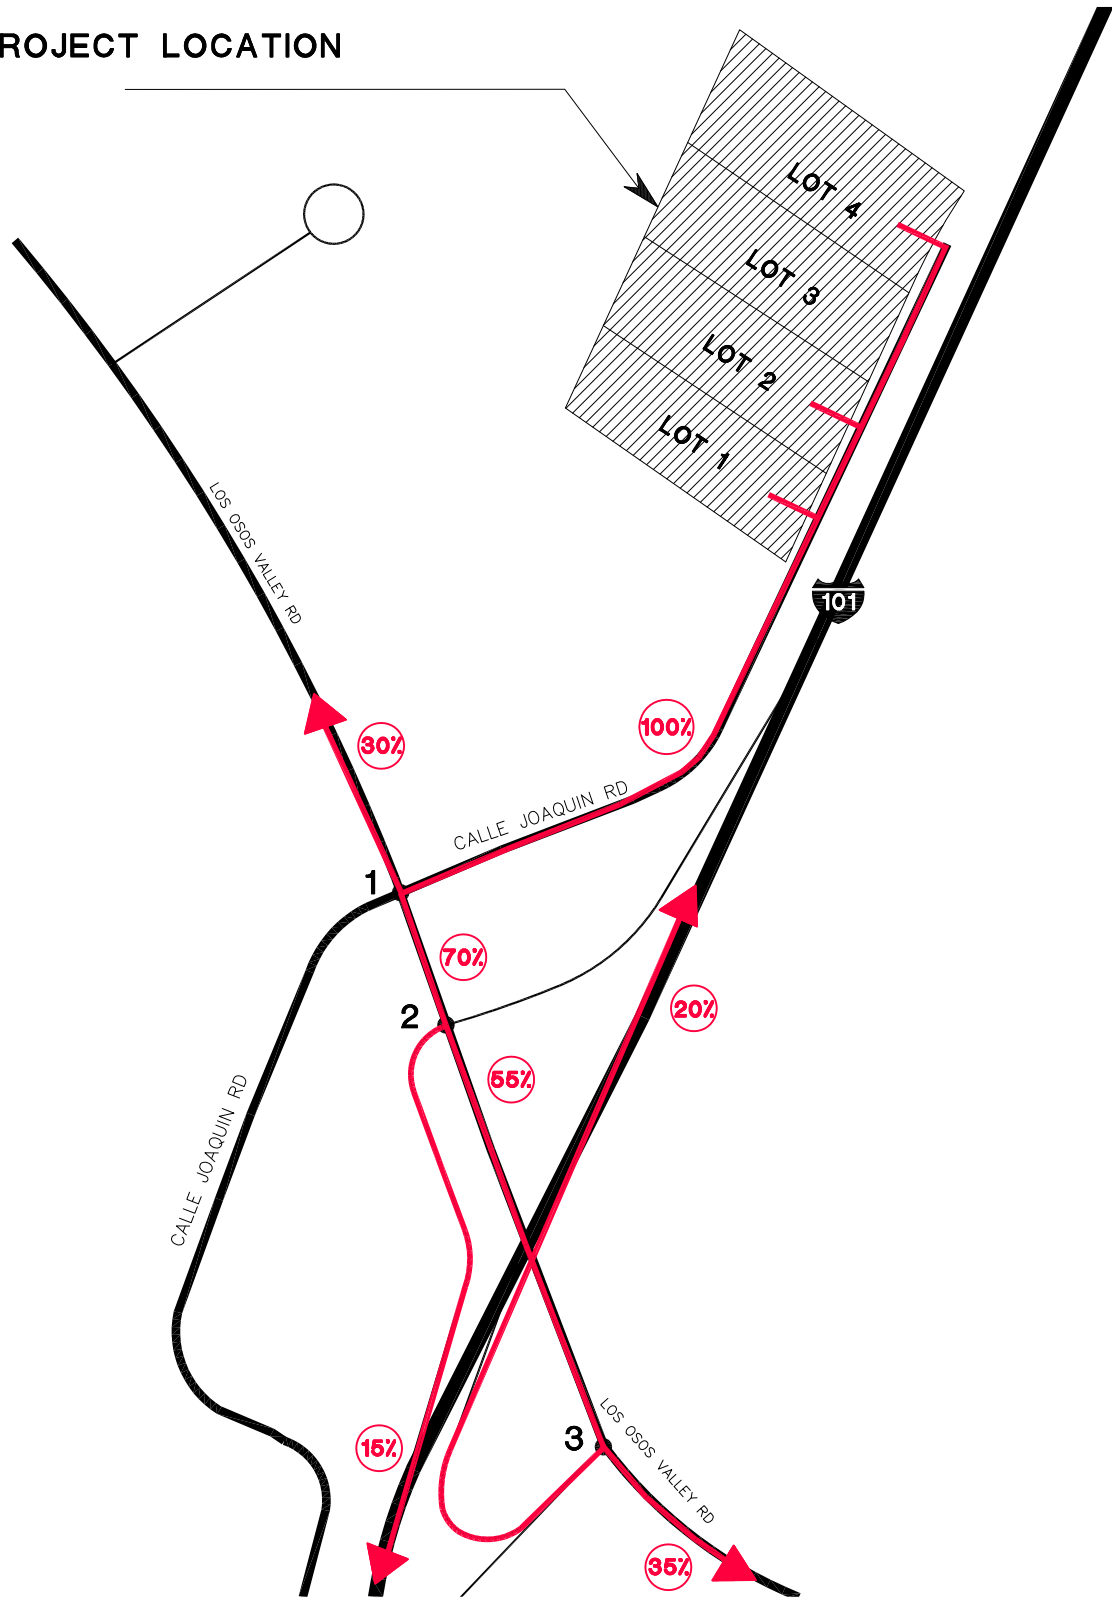 ROJECT LOCATION
LOT 4
LOT 3
LOT 2
LOT 1
LOS OSOS VALLEY RD
101
100%
30%
CALLE JOAQUIN RD
1
70%
2
20%
55%
CALLE JOAQUIN RD
3
LOS OSOS VALLEY RD
15%
35%